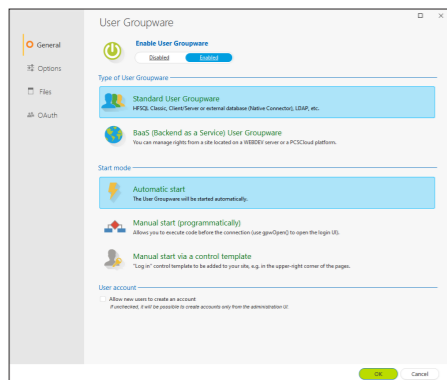 User Groupware
General
Options
Files
OAuth
Enable User Groupware
Disabled
Enabled
Type of User Groupware
Standard User Groupware
HFSQL Classic, Client/Server or external database (Native Connector), LDAP, etc.
BaaS (Backend as a Service) User Groupware
You can manage rights from a site located on a WEBDEV server or a PCSCloud platform.
Start mode
Automatic start
The User Groupware will be started automatically.
Manual start (programmatically)
Allows you to execute code before the connection (use gpwOpen() to open the login UI).
Manual start via a control template
"Log in" control template to be added to your site, e.g. in the upper-right corner of the pages.
User account
Allow new users to create an account
If unchecked, it will be possible to create accounts only from the administration UI.
OK
Cancel